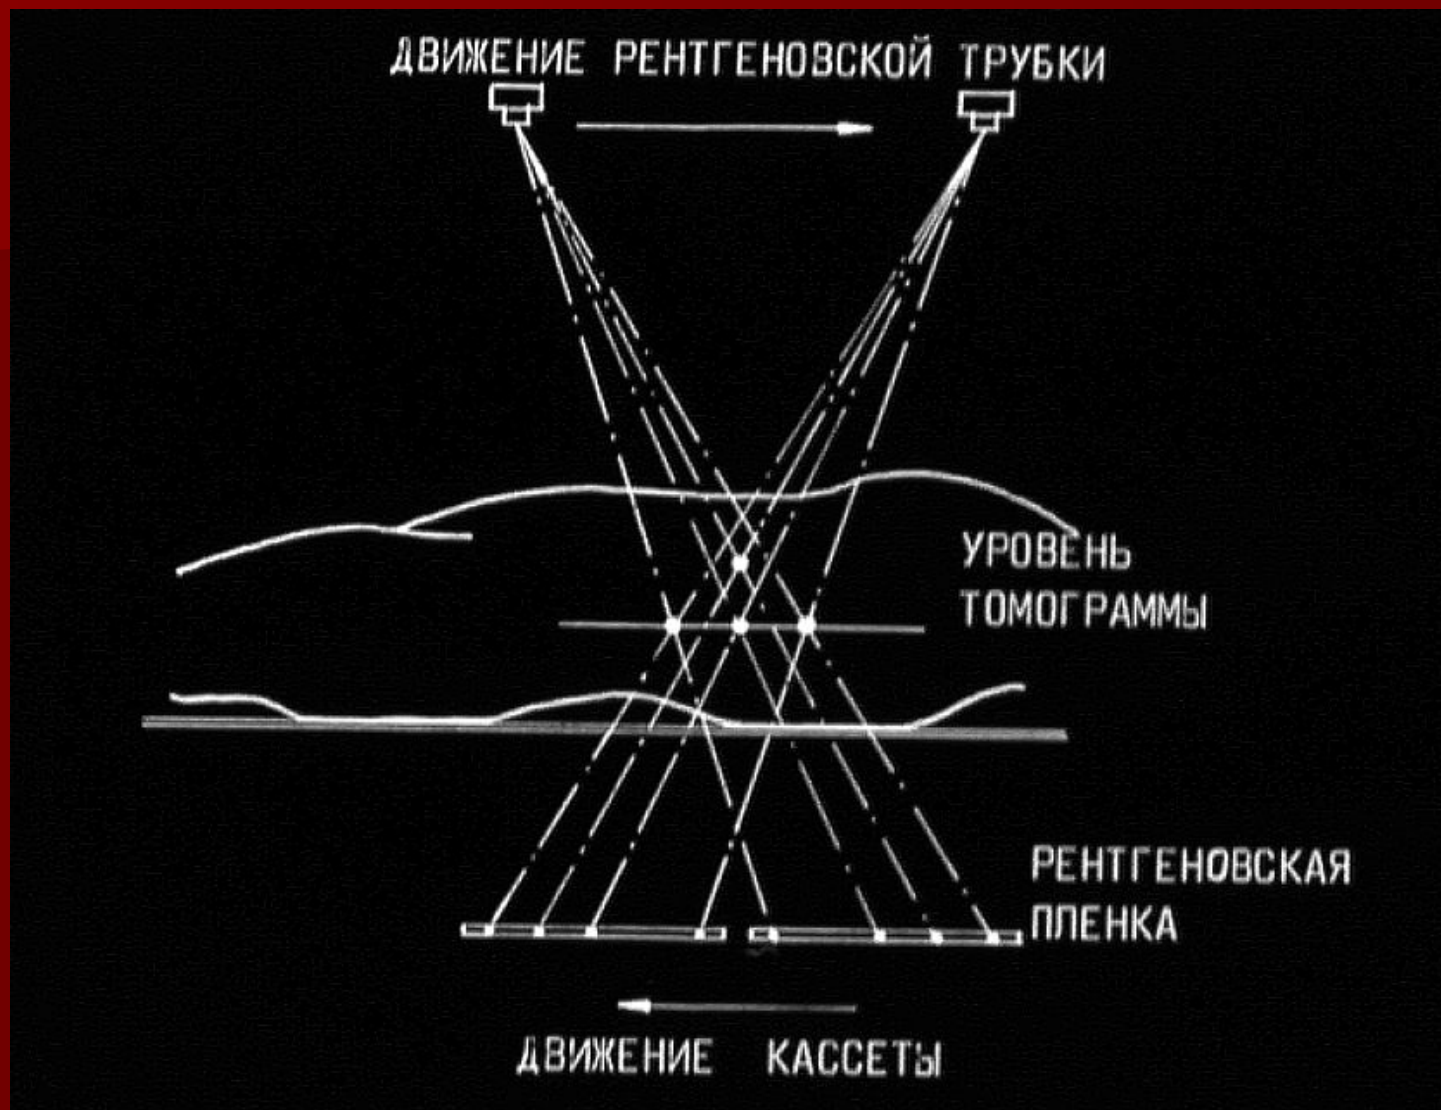 ДВИЖЕНИЕ РЕНТГЕНОВСКОЙ ТРУБКИ
УРОВЕНЬ
ТОМОГРАММЫ
РЕНТГЕНОВСКАЯ
ПЛЕНКА
ДВИЖЕНИЕ КАССЕТЫ